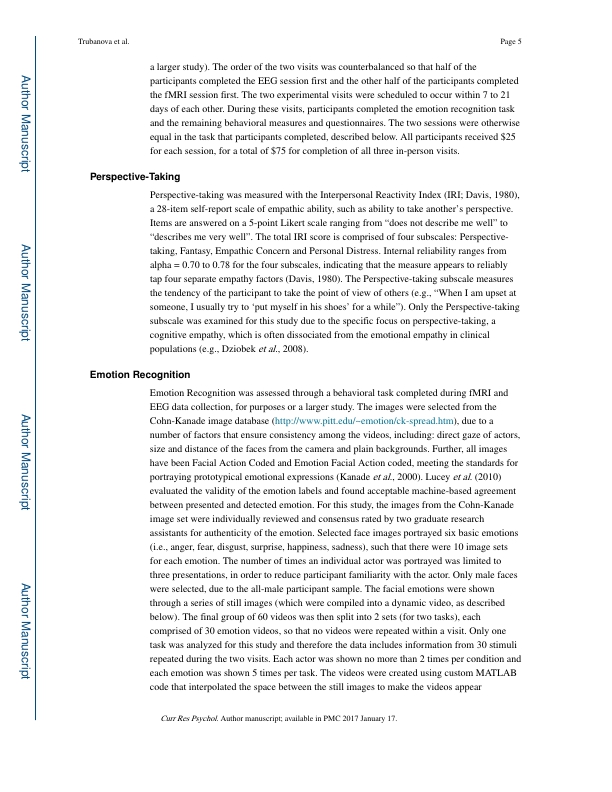 Trubanova et al.
Page 5
a larger study). The order of the two visits was counterbalanced so that half of the
participants completed the EEG session first and the other half of the participants completed
the fMRI session first. The two experimental visits were scheduled to occur within 7 to 21
days of each other. During these visits, participants completed the emotion recognition task
and the remaining behavioral measures and questionnaires. The two sessions were otherwise
equal in the task that participants completed, described below. All participants received $25
for each session, for a total of $75 for completion of all three in-person visits.
Perspective-Taking
Perspective-taking was measured with the Interpersonal Reactivity Index (IRI; Davis, 1980),
a 28-item self-report scale of empathic ability, such as ability to take another’s perspective.
Items are answered on a 5-point Likert scale ranging from “does not describe me well” to
“describes me very well”. The total IRI score is comprised of four subscales: Perspective-
taking, Fantasy, Empathic Concern and Personal Distress. Internal reliability ranges from
alpha = 0.70 to 0.78 for the four subscales, indicating that the measure appears to reliably
tap four separate empathy factors (Davis, 1980). The Perspective-taking subscale measures
the tendency of the participant to take the point of view of others (e.g., “When I am upset at
someone, I usually try to ‘put myself in his shoes’ for a while”). Only the Perspective-taking
subscale was examined for this study due to the specific focus on perspective-taking, a
cognitive empathy, which is often dissociated from the emotional empathy in clinical
populations (e.g., Dziobek et al., 2008).
Emotion Recognition
Emotion Recognition was assessed through a behavioral task completed during fMRI and
EEG data collection, for purposes or a larger study. The images were selected from the
Cohn-Kanade image database (http://www.pitt.edu/~emotion/ck-spread.htm), due to a
number of factors that ensure consistency among the videos, including: direct gaze of actors,
size and distance of the faces from the camera and plain backgrounds. Further, all images
have been Facial Action Coded and Emotion Facial Action coded, meeting the standards for
portraying prototypical emotional expressions (Kanade et al., 2000). Lucey et al. (2010)
evaluated the validity of the emotion labels and found acceptable machine-based agreement
between presented and detected emotion. For this study, the images from the Cohn-Kanade
image set were individually reviewed and consensus rated by two graduate research
assistants for authenticity of the emotion. Selected face images portrayed six basic emotions
(i.e., anger, fear, disgust, surprise, happiness, sadness), such that there were 10 image sets
for each emotion. The number of times an individual actor was portrayed was limited to
three presentations, in order to reduce participant familiarity with the actor. Only male faces
were selected, due to the all-male participant sample. The facial emotions were shown
through a series of still images (which were compiled into a dynamic video, as described
below). The final group of 60 videos was then split into 2 sets (for two tasks), each
comprised of 30 emotion videos, so that no videos were repeated within a visit. Only one
task was analyzed for this study and therefore the data includes information from 30 stimuli
repeated during the two visits. Each actor was shown no more than 2 times per condition and
each emotion was shown 5 times per task. The videos were created using custom MATLAB
code that interpolated the space between the still images to make the videos appear
Curr Res Psychol. Author manuscript; available in PMC 2017 January 17.
Author Manuscript
Author Manuscript
Author Manuscript
Author Manuscript